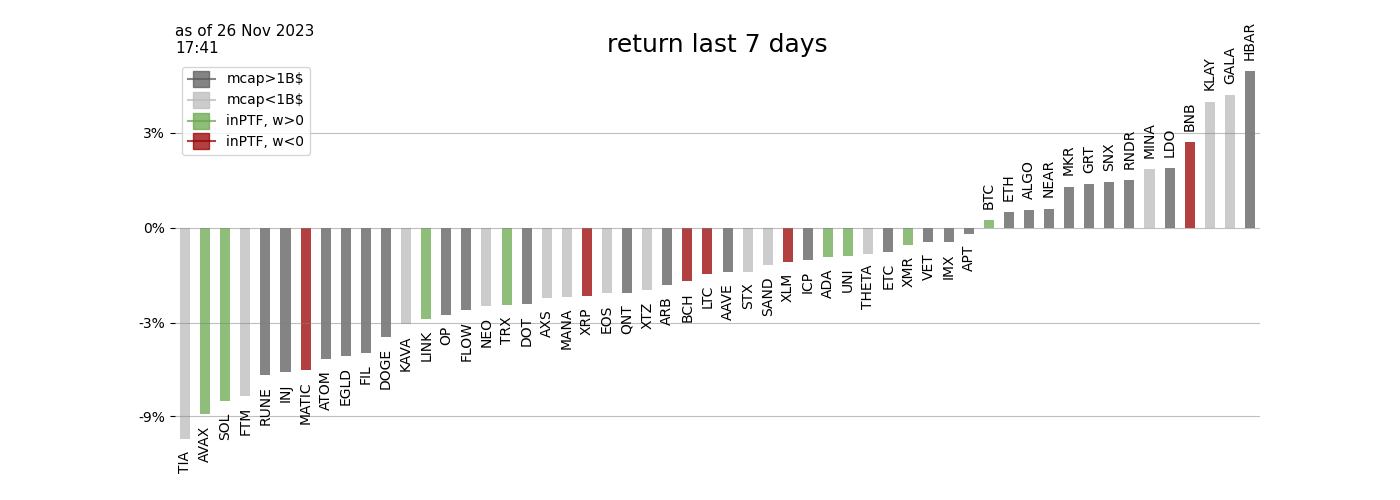 as of 26 Nov 2023
17:41
return last 7 days
mcap>1B$
mcap<1B$
inPTF, w>0
inPTF, w<0
3%
0%
-3%
-9%
TIA
AVAX
SOL
FTM
RUNE
INJ
MATIC
ATOM
EGLD
FIL
DOGE
KAVA
LINK
OP
FLOW
NEO
TRX
DOT
AXS
MANA
XRP
EOS
QNT
XTZ
ARB
BCH
LTC
AAVE
STX
SAND
XLM
ICP
ADA
UNI
THETA
ETC
XMR
VET
IMX
APT
BTC
ETH
ALGO
NEAR
MKR
GRT
SNX
RNDR
MINA
LDO
BNB
KLAY
GALA
HBAR